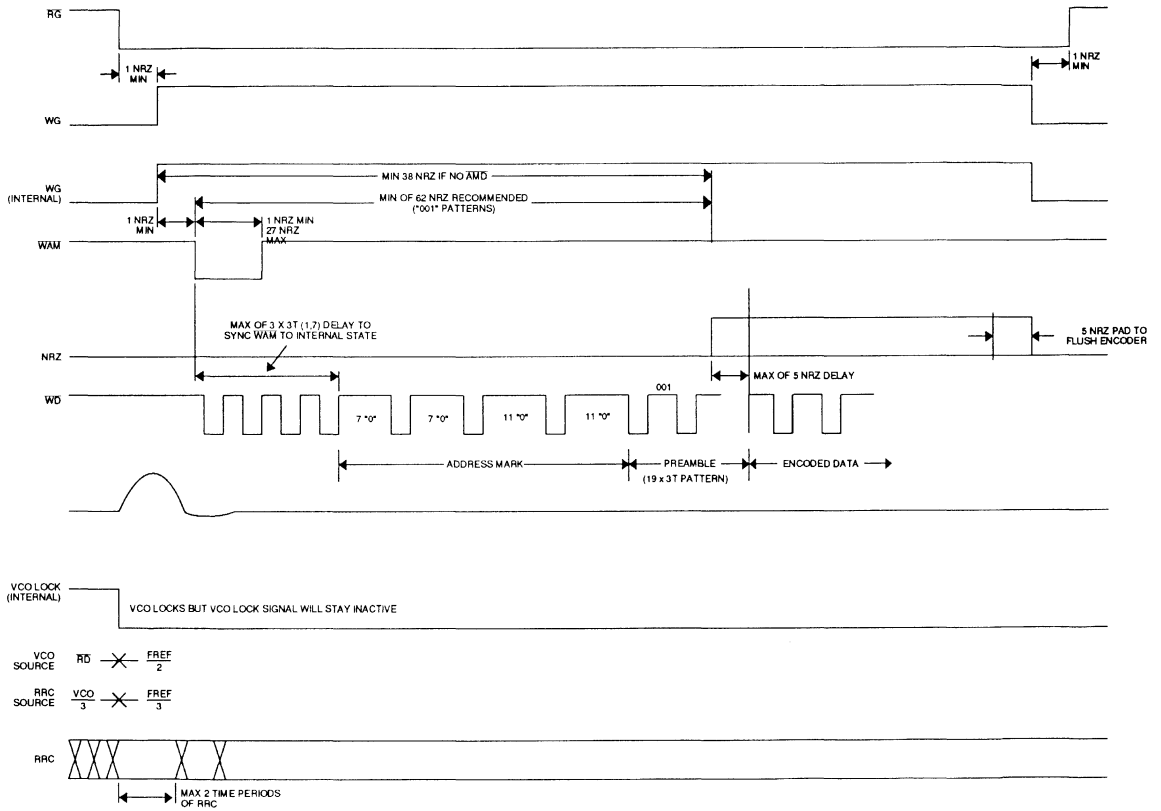 RG
1 NRZ
MIN
1 NRZ
MIN
WG
MIN 38 NRZ IF NO AMD
WG
(INTERNAL)
MIN OF 62 NRZ RECOMMENDED
("001" PATTERNS)
1 NRZ
MIN
1 NRZ MIN
27 NRZ
MAX
WAM
MAX OF 3 X 3T (1,7) DELAY TO
SYNC WAM TO INTERNAL STATE
5 NRZ PAD TO
FLUSH ENCODER
NRZ
MAX OF 5 NRZ DELAY
001
WD
7 "0"
7 "0"
11 "0"
11 "0"
ADDRESS MARK
PREAMBLE
(19 x 3T PATTERN)
ENCODED DATA
VCO LOCK
(INTERNAL)
VCO LOCKS BUT VCO LOCK SIGNAL WILL STAY INACTIVE
VCO
SOURCE
RD
FREF
2
RRC
SOURCE
VCO
3
FREF
3
RRC
MAX 2 TIME PERIODS
OF RRC